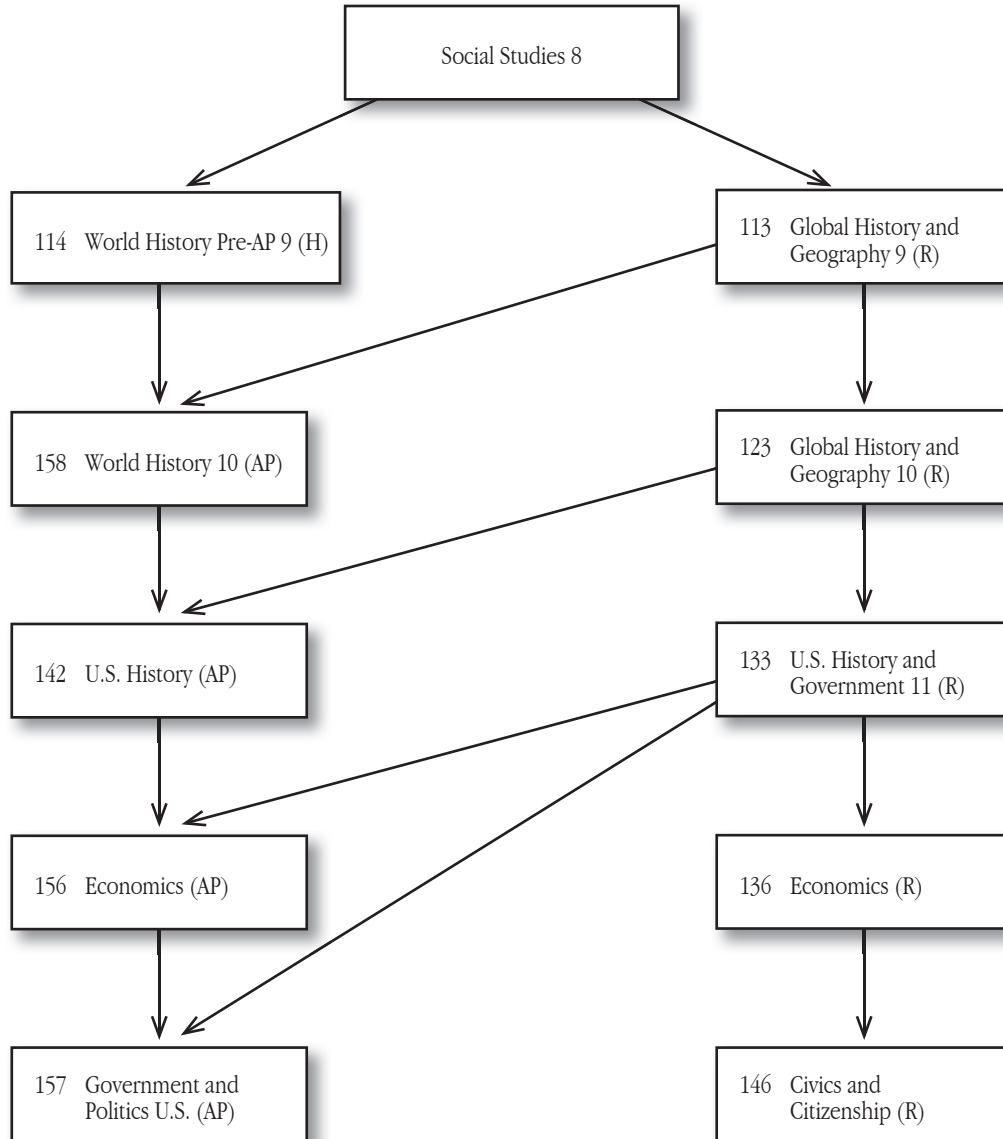 Social Studies 8
114 World History Pre-AP 9 (H)
113 Global History and
Geography 9 (R)
158 World History 10 (AP)
123 Global History and
Geography 10 (R)
142 U.S. History (AP)
133 U.S. History and
Government 11 (R)
156 Economics (AP)
136 Economics (R)
157 Government and
Politics U.S. (AP)
146 Civics and
Citizenship (R)